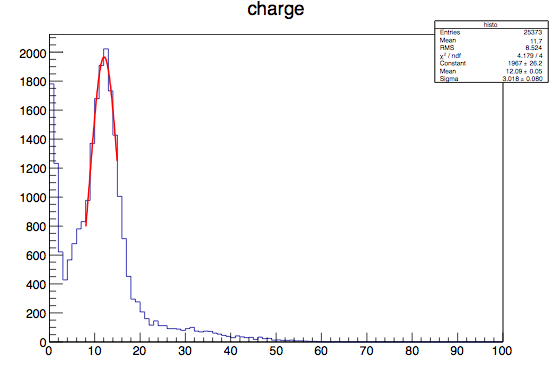 charge
histo
Entries 25373
Mean 11.7
RMS 8.524
χ² / ndf 4.179 / 4
Constant 1967 ± 26.2
Mean 12.09 ± 0.05
Sigma 3.018 ± 0.080
2000
1800
1600
1400
1200
1000
800
600
400
200
0
0 10 20 30 40 50 60 70 80 90 100